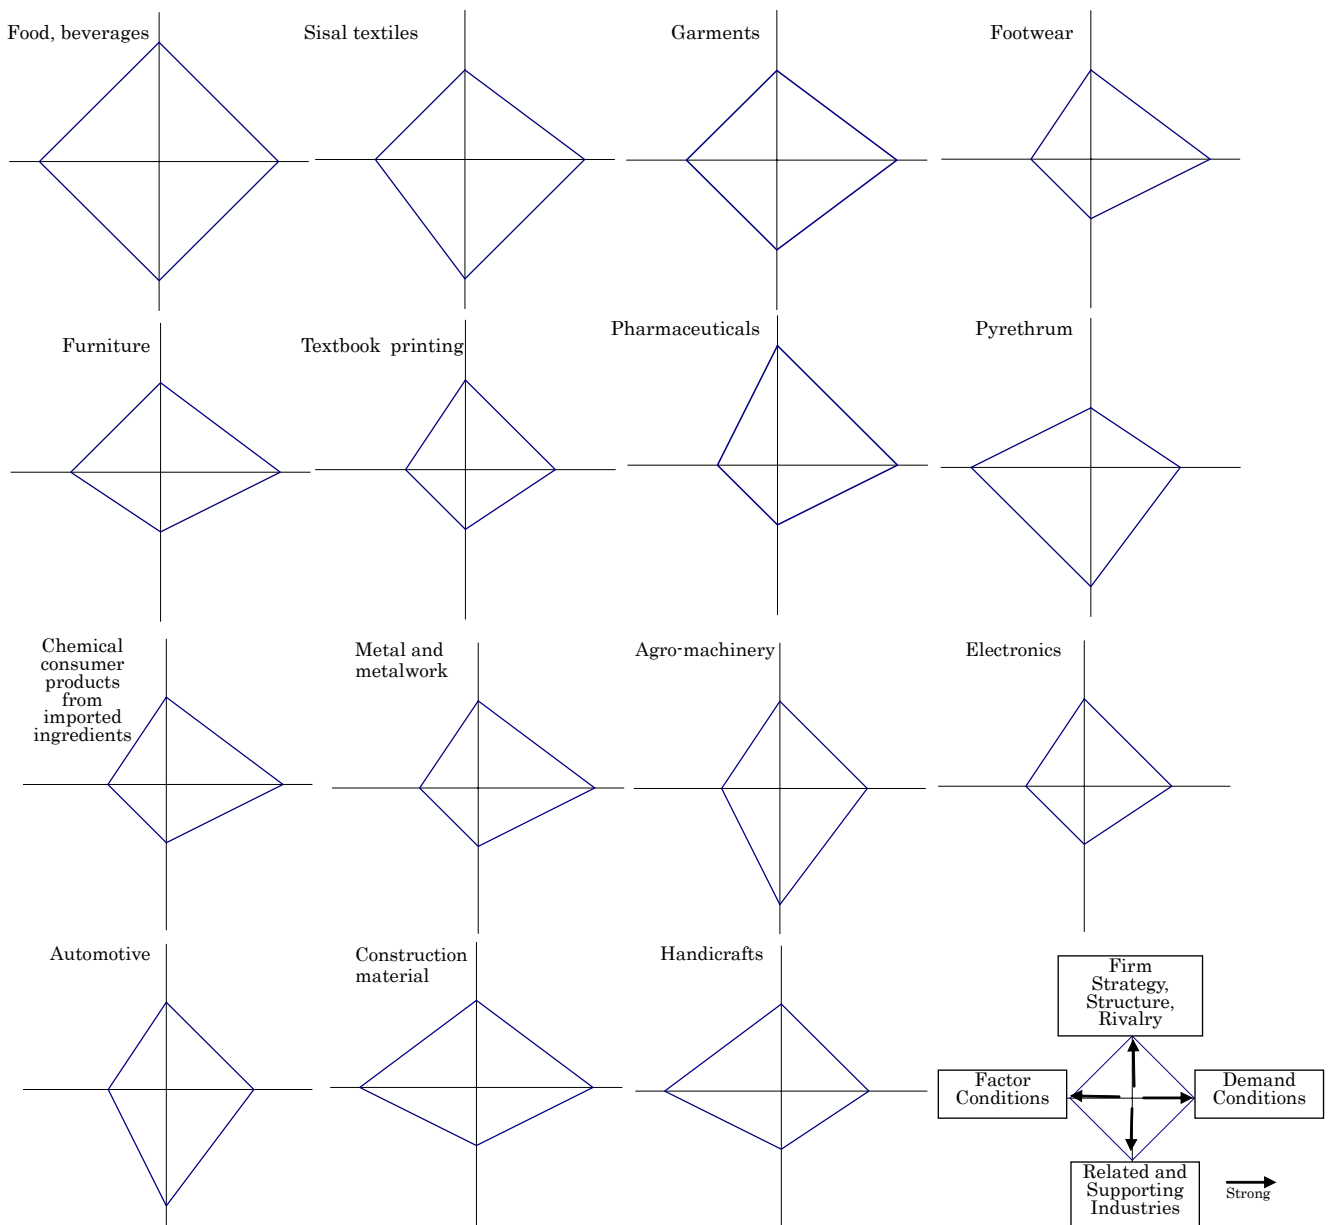 Food, beverages
Sisal textiles
Garments
Footwear
Furniture
Textbook printing
Pharmaceuticals
Pyrethrum
Chemical
consumer
products
from
imported
ingredients
Metal and
metalwork
Agro-machinery
Electronics
Automotive
Construction
material
Handicrafts
Firm
Strategy,
Structure,
Rivalry
Factor
Conditions
Demand
Conditions
Related and
Supporting
Industries
Strong